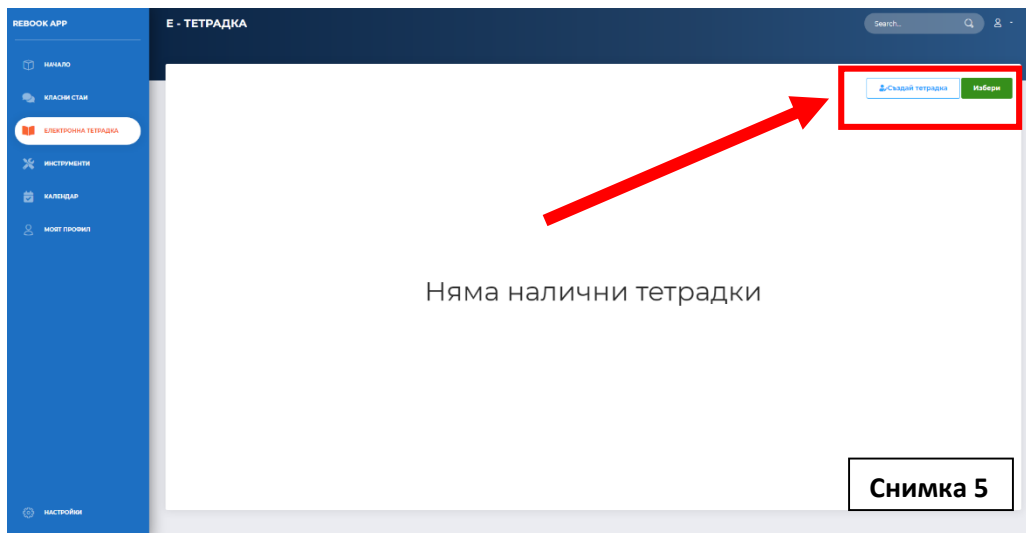 REBOOK APP
Е - ТЕТРАДКА
Search..
НАЧАЛО
КЛАСНИ СТАИ
ЕЛЕКТРОННА ТЕТРАДКА
ИНСТРУМЕНТИ
КАЛЕНДАР
МОЯТ ПРОФИЛ
НАСТРОЙКИ
Създай тетрадка
Избери
Няма налични тетрадки
Снимка 5